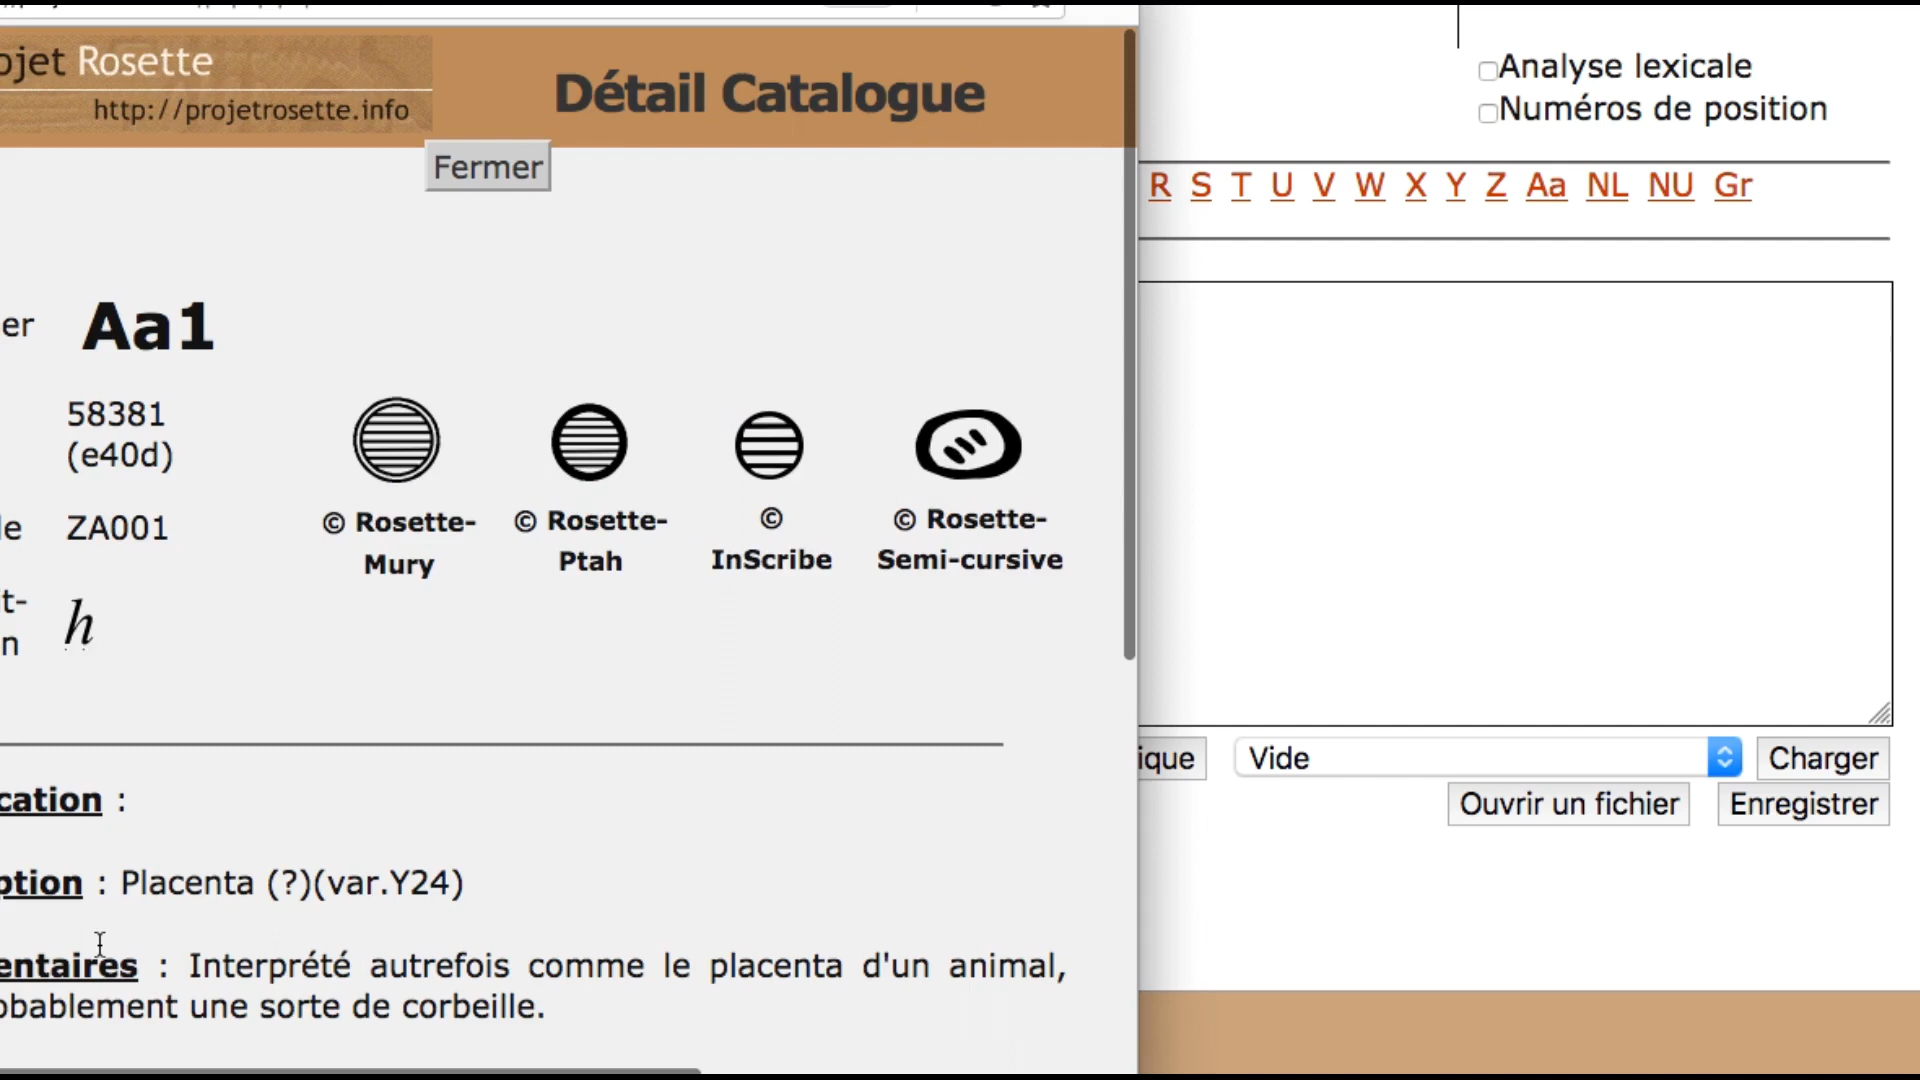 ojet Rosette
http://projetrosette.info
Détail Catalogue
Fermer
er Aa1
58381
(e40d)
ZA001
t-
n
h
© Rosette-
Mury
© Rosette-
Ptah
©
InScribe
© Rosette-
Semi-cursive
cation :
ption : Placenta (?)(var.Y24)
entaires : Interprété autrefois comme le placenta d'un animal,
obablement une sorte de corbeille.
Analyse lexicale
Numéros de position
R S T U V W X Y Z Aa NL NU Gr
ique Vide Charger
Ouvrir un fichier Enregistrer